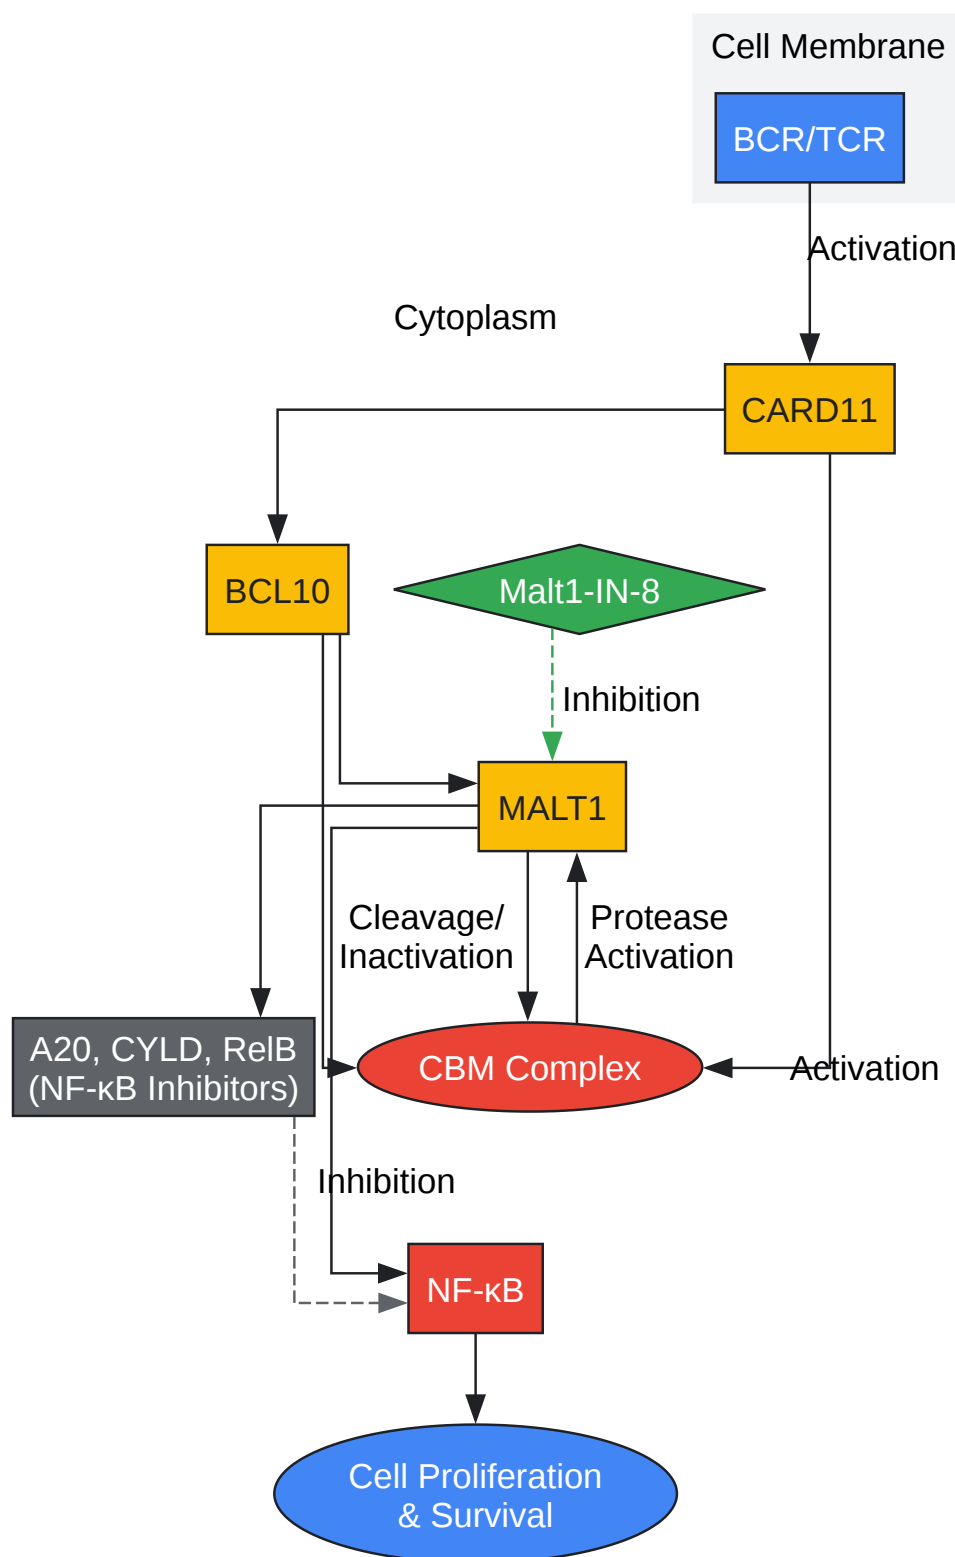 Cell Membrane
BCR/TCR
Activation
Cytoplasm
CARD11
BCL10
Malt1-IN-8
Inhibition
MALT1
Cleavage/
Inactivation
Protease
Activation
A20, CYLD, RelB
(NF-κB Inhibitors)
CBM Complex
Activation
Inhibition
NF-κB
Cell Proliferation
& Survival